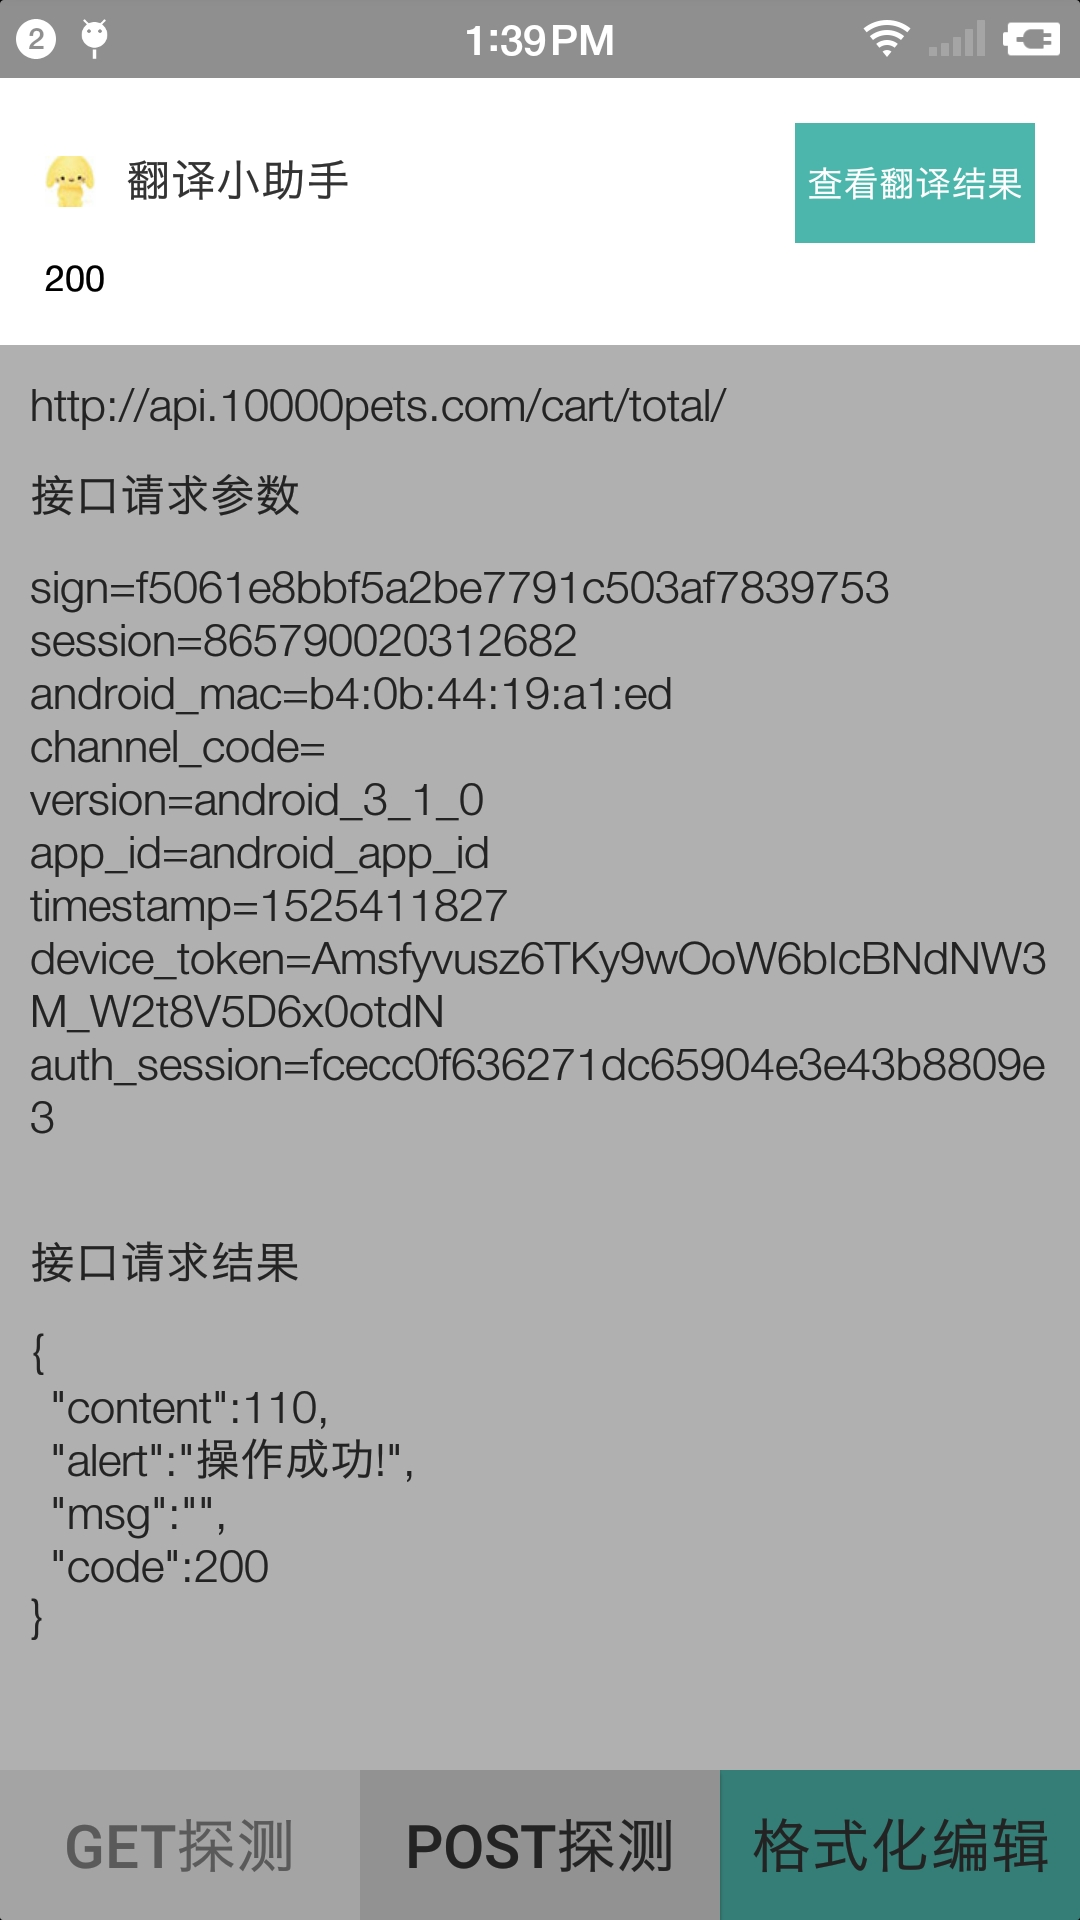 2
1:39PM
翻译小助手
查看翻译结果
200
http://api.10000pets.com/cart/total/
接口请求参数
sign=f5061e8bbf5a2be7791c503af7839753
session=865790020312682
android_mac=b4:0b:44:19:a1:ed
channel_code=
version=android_3_1_0
app_id=android_app_id
timestamp=1525411827
device_token=Amsfyvusz6TKy9wOoW6bIcBNdNW3
M_W2t8V5D6x0otdN
auth_session=fcecc0f636271dc65904e3e43b8809e
3
接口请求结果
{
  "content":110,
  "alert":"操作成功!",
  "msg":"",
  "code":200
}
GET探测
POST探测
格式化编辑